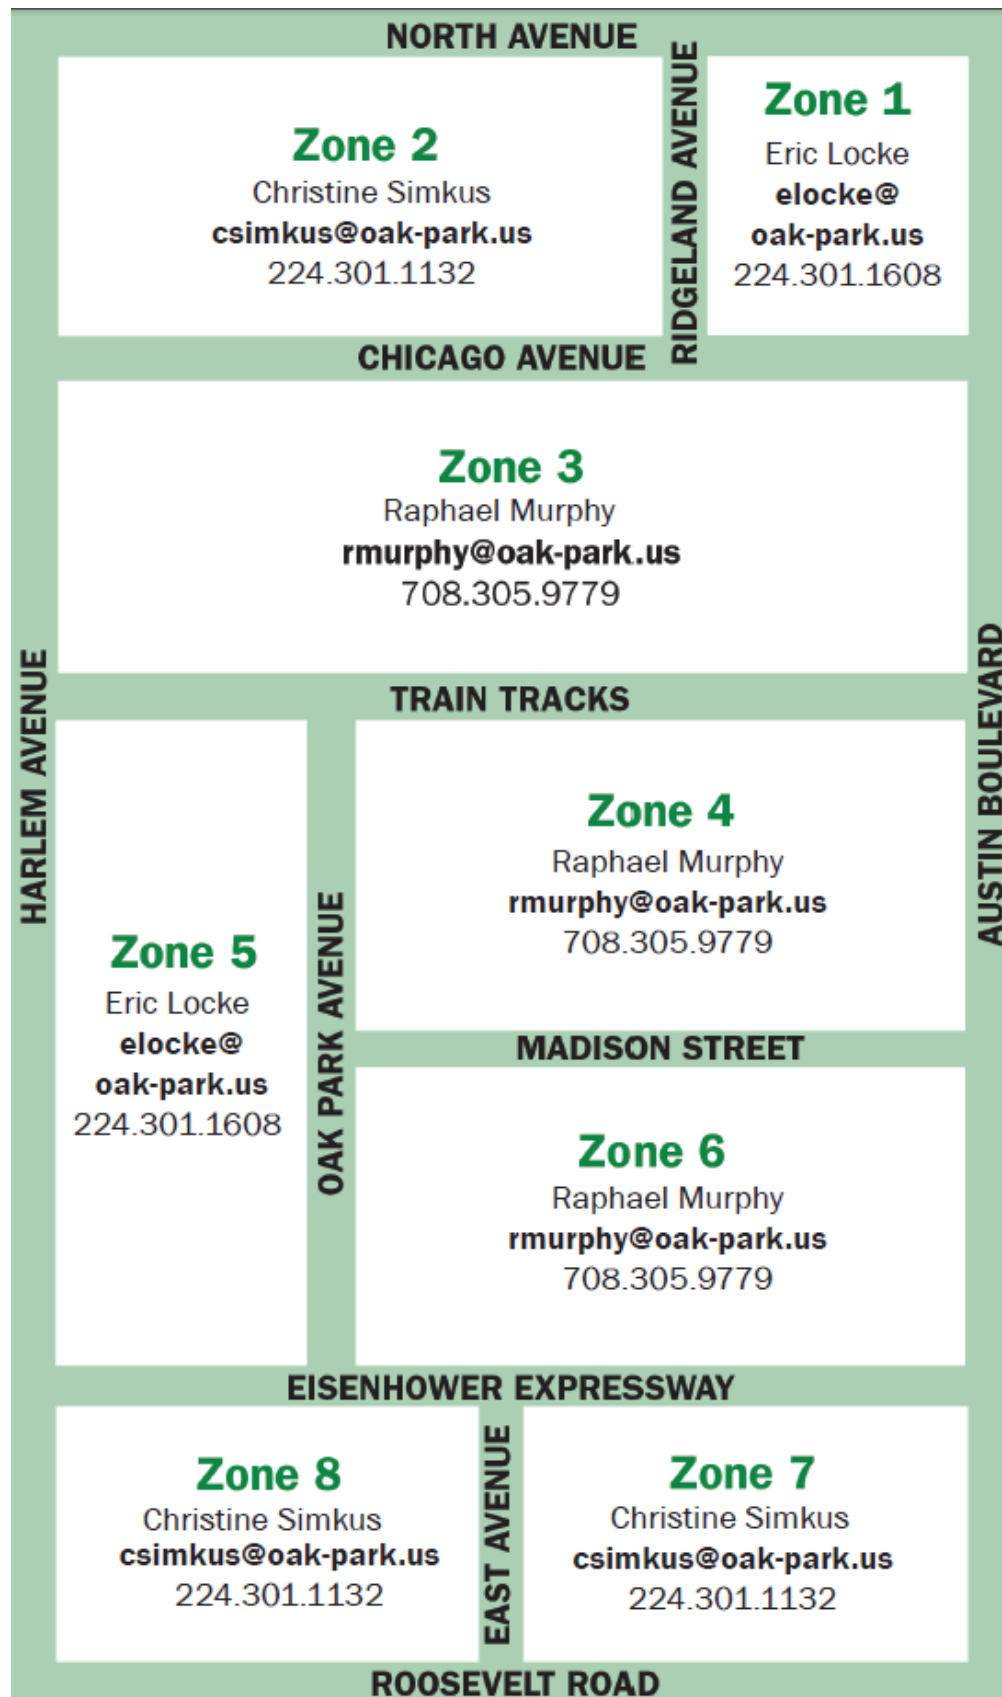 NORTH AVENUE
RIDGELAND AVENUE
Zone 2
Christine Simkus
csimkus@oak-park.us
224.301.1132
Zone 1
Eric Locke
elocke@
oak-park.us
224.301.1608
CHICAGO AVENUE
Zone 3
Raphael Murphy
rmurphy@oak-park.us
708.305.9779
HARLEM AVENUE
AUSTIN BOULEVARD
TRAIN TRACKS
Zone 5
Eric Locke
elocke@
oak-park.us
224.301.1608
OAK PARK AVENUE
Zone 4
Raphael Murphy
rmurphy@oak-park.us
708.305.9779
MADISON STREET
Zone 6
Raphael Murphy
rmurphy@oak-park.us
708.305.9779
EISENHOWER EXPRESSWAY
Zone 8
Christine Simkus
csimkus@oak-park.us
224.301.1132
EAST AVENUE
Zone 7
Christine Simkus
csimkus@oak-park.us
224.301.1132
ROOSEVELT ROAD